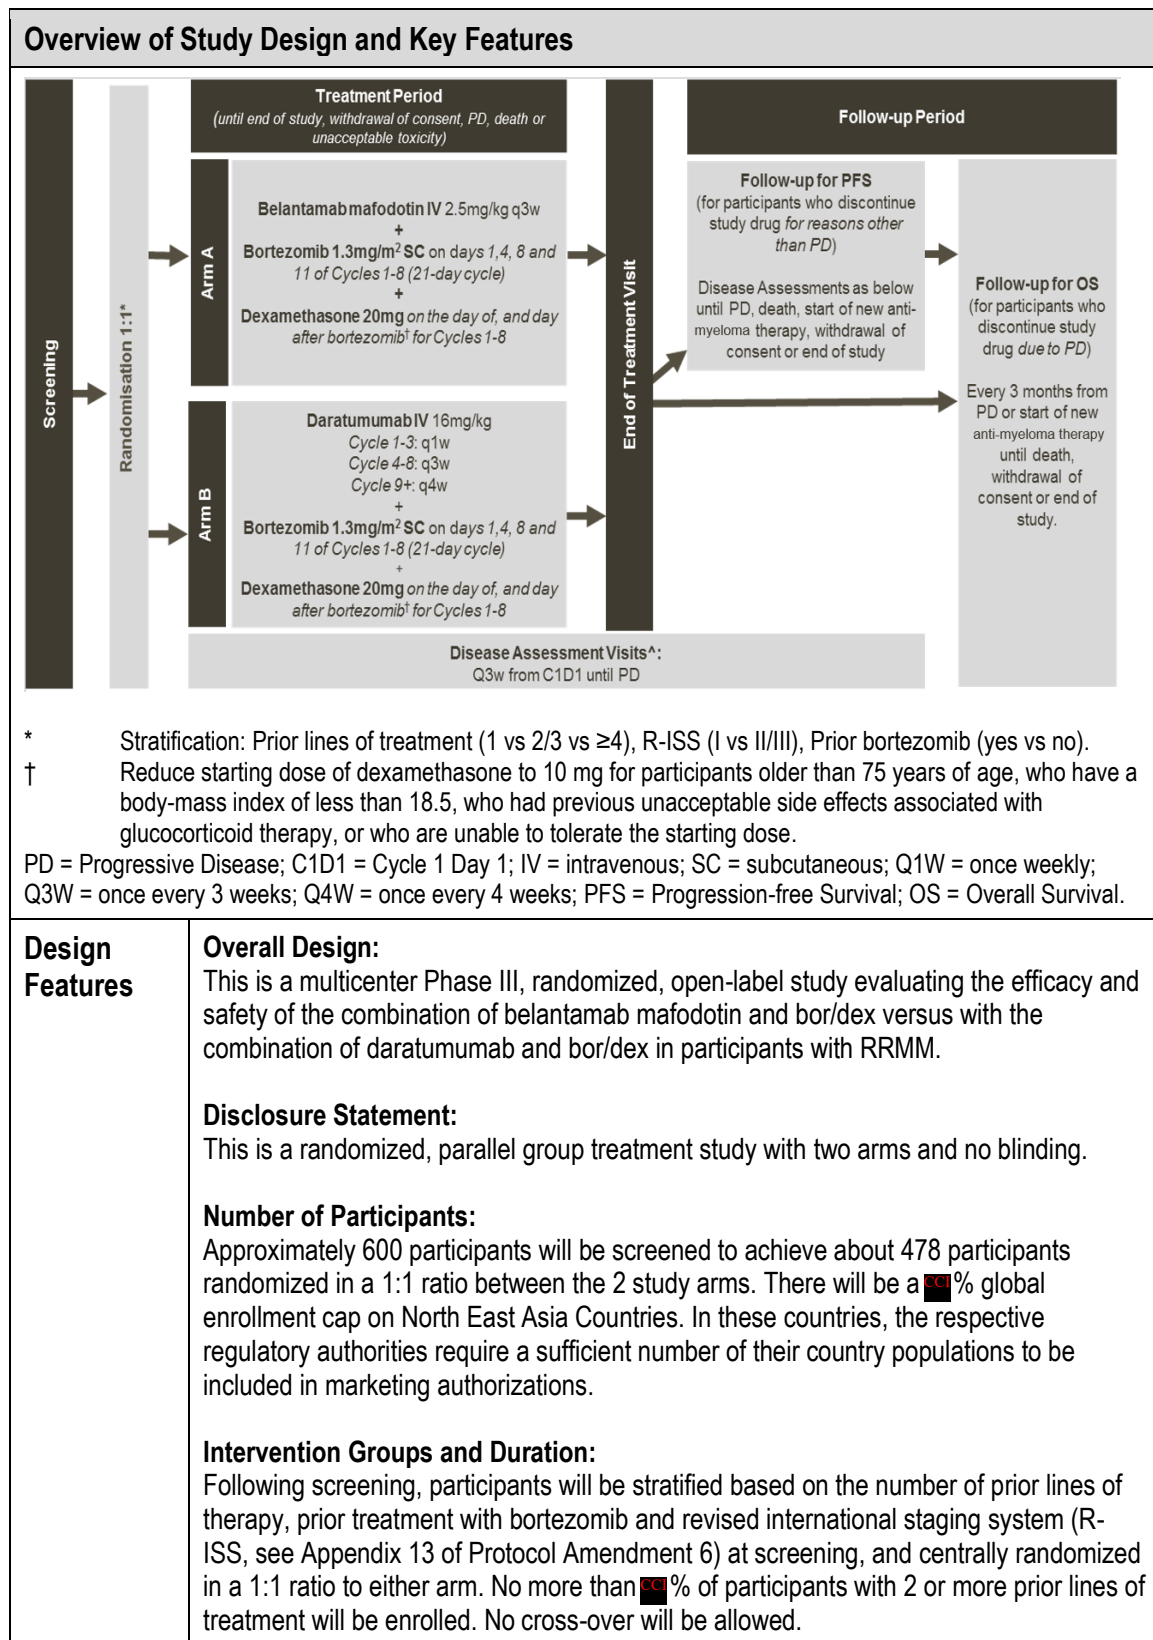 Overview of Study Design and Key Features
Treatment Period
(until end of study, withdrawal of consent, PD, death or
unacceptable toxicity)
Follow-up Period
Screening
Randomisation 1:1*
Arm A
Belantamab mafodotin IV 2.5mg/kg q3w
+
Bortezomib 1.3mg/m² SC on days 1,4, 8 and
11 of Cycles 1-8 (21-day cycle)
+
Dexamethasone 20mg on the day of, and day
after bortezomib† for Cycles 1-8
Arm B
Daratumumab IV 16mg/kg
Cycle 1-3: q1w
Cycle 4-8: q3w
Cycle 9+: q4w
+
Bortezomib 1.3mg/m² SC on days 1,4, 8 and
11 of Cycles 1-8 (21-day cycle)
+
Dexamethasone 20mg on the day of, and day
after bortezomib† for Cycles 1-8
End of Treatment Visit
Follow-up for PFS
(for participants who discontinue
study drug for reasons other
than PD)
Disease Assessments as below
until PD, death, start of new anti-
myeloma therapy, withdrawal of
consent or end of study
Follow-up for OS
(for participants who
discontinue study
drug due to PD)
Every 3 months from
PD or start of new
anti-myeloma therapy
until death,
withdrawal of
consent or end of
study.
Disease Assessment Visits^:
Q3w from C1D1 until PD
* Stratification: Prior lines of treatment (1 vs 2/3 vs ≥4), R-ISS (I vs II/III), Prior bortezomib (yes vs no).
† Reduce starting dose of dexamethasone to 10 mg for participants older than 75 years of age, who have a
body-mass index of less than 18.5, who had previous unacceptable side effects associated with
glucocorticoid therapy, or who are unable to tolerate the starting dose.
PD = Progressive Disease; C1D1 = Cycle 1 Day 1; IV = intravenous; SC = subcutaneous; Q1W = once weekly;
Q3W = once every 3 weeks; Q4W = once every 4 weeks; PFS = Progression-free Survival; OS = Overall Survival.
Design
Features
Overall Design:
This is a multicenter Phase III, randomized, open-label study evaluating the efficacy and
safety of the combination of belantamab mafodotin and bor/dex versus with the
combination of daratumumab and bor/dex in participants with RRMM.
Disclosure Statement:
This is a randomized, parallel group treatment study with two arms and no blinding.
Number of Participants:
Approximately 600 participants will be screened to achieve about 478 participants
randomized in a 1:1 ratio between the 2 study arms. There will be a CCI % global
enrollment cap on North East Asia Countries. In these countries, the respective
regulatory authorities require a sufficient number of their country populations to be
included in marketing authorizations.
Intervention Groups and Duration:
Following screening, participants will be stratified based on the number of prior lines of
therapy, prior treatment with bortezomib and revised international staging system (R-
ISS, see Appendix 13 of Protocol Amendment 6) at screening, and centrally randomized
in a 1:1 ratio to either arm. No more than CCI % of participants with 2 or more prior lines of
treatment will be enrolled. No cross-over will be allowed.